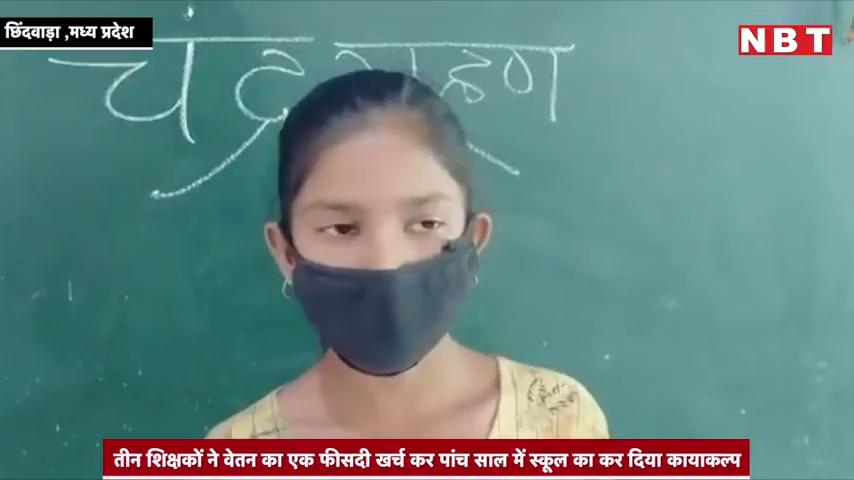 छिंदवाड़ा ,मध्य प्रदेश
NBT
चंद्रग्रहण
तीन शिक्षकों ने वेतन का एक फीसदी खर्च कर पांच साल में स्कूल का कर दिया कायाकल्प